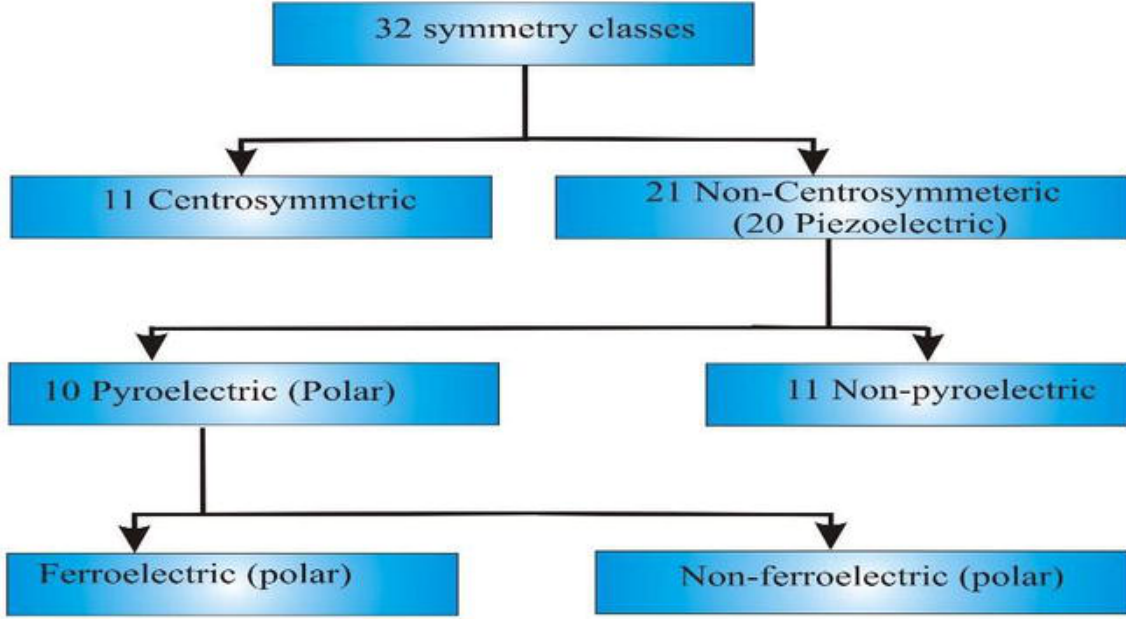 32 symmetry classes
11 Centrosymmetric
21 Non-Centrosymmeteric
(20 Piezoelectric)
10 Pyroelectric (Polar)
11 Non-pyroelectric
Ferroelectric (polar)
Non-ferroelectric (polar)